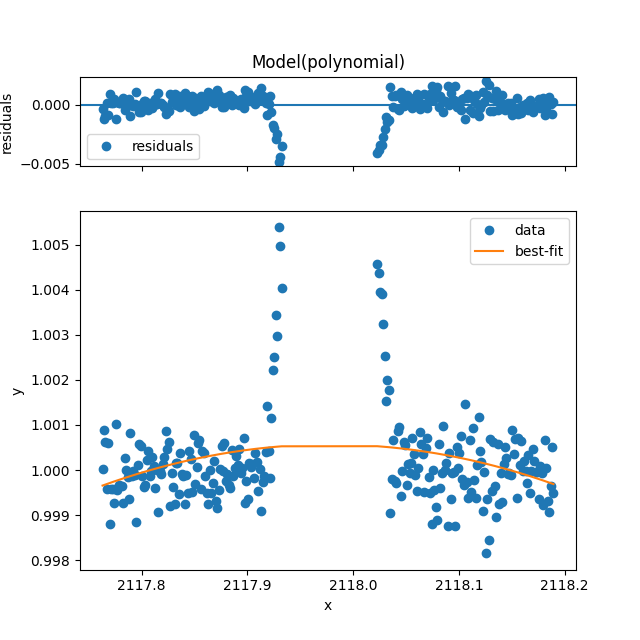 Model(polynomial)
residuals
0.000
−0.005
residuals
y
1.005
1.004
1.003
1.002
1.001
1.000
0.999
0.998
data
best-fit
2117.8
2117.9
2118.0
2118.1
2118.2
x